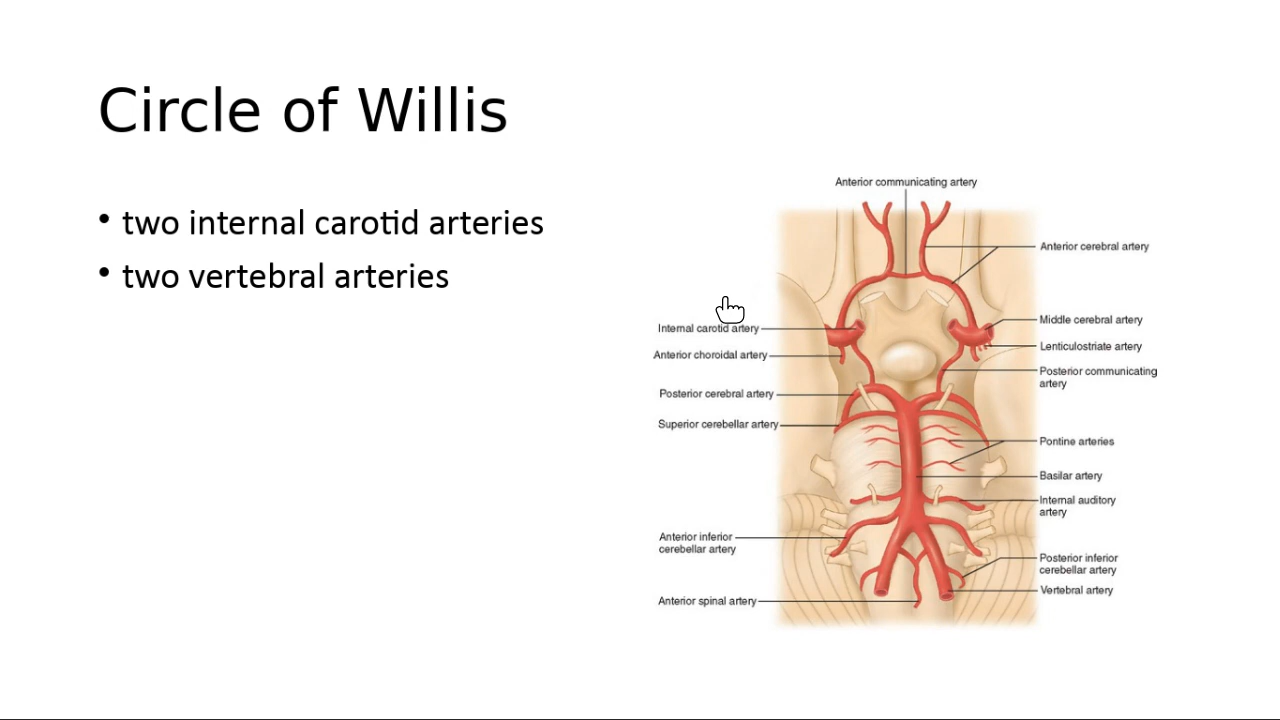 Circle of Willis
• two internal carotid arteries
• two vertebral arteries
Anterior communicating artery
Anterior cerebral artery
Internal carotid artery
Middle cerebral artery
Anterior choroidal artery
Lenticulostriate artery
Posterior communicating
artery
Posterior cerebral artery
Superior cerebellar artery
Pontine arteries
Basilar artery
Internal auditory
artery
Anterior inferior
cerebellar artery
Posterior inferior
cerebellar artery
Vertebral artery
Anterior spinal artery